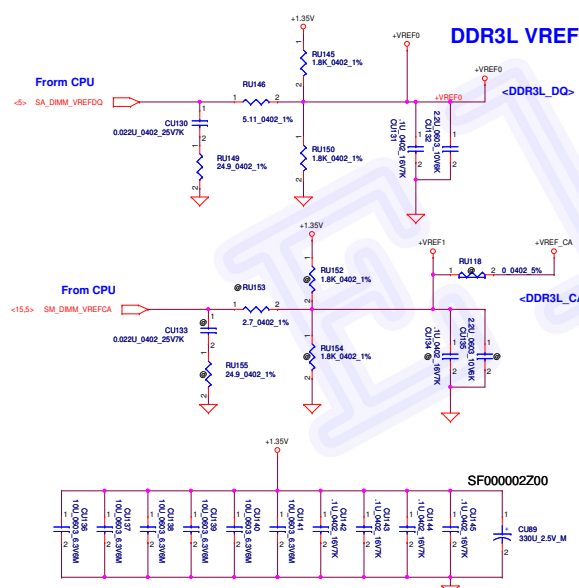 DDR3L VREF
+1.35V
RU145
1.8K_0402_1%
+VREF0
+VREF0
+VREF0
<DDR3L_DQ>
Frorm CPU
<5> SA_DIMM_VREFDQ
RU146
1 2
5.11_0402_1%
CU130
0.022U_0402_25V7K
RU149
24.9_0402_1%
RU150
1.8K_0402_1%
CU131
.1U_0402_16V7K
CU132
2.2U_0603_10V6K
+1.35V
RU152
1.8K_0402_1%
+VREF1
RU118
1 @ 2 0_0402_5%
+VREF_CA
<DDR3L_CA
From CPU
<15,5> SM_DIMM_VREFCA
@ RU153
1 2
2.7_0402_1%
CU133
0.022U_0402_25V7K
RU155
24.9_0402_1%
RU154
1.8K_0402_1%
CU134
.1U_0402_16V7K
CU135
2.2U_0603_10V6K
+1.35V
SF000002Z00
CU136
10U_0603_6.3V6M
CU137
10U_0603_6.3V6M
CU138
10U_0603_6.3V6M
CU139
10U_0603_6.3V6M
CU140
10U_0603_6.3V6M
CU141
10U_0603_6.3V6M
CU142
.1U_0402_16V7K
CU143
.1U_0402_16V7K
CU144
.1U_0402_16V7K
CU145
.1U_0402_16V7K
CU89
330U_2.5V_M